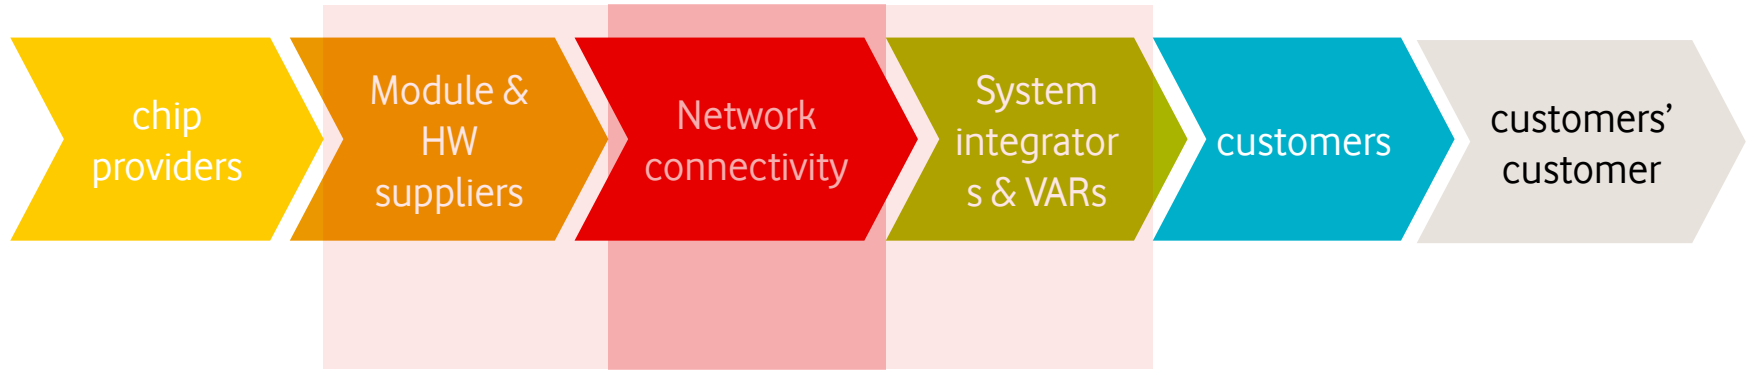 chip
providers
Module &
HW
suppliers
Network
connectivity
System
integrator
s & VARs
customers
customers’
customer